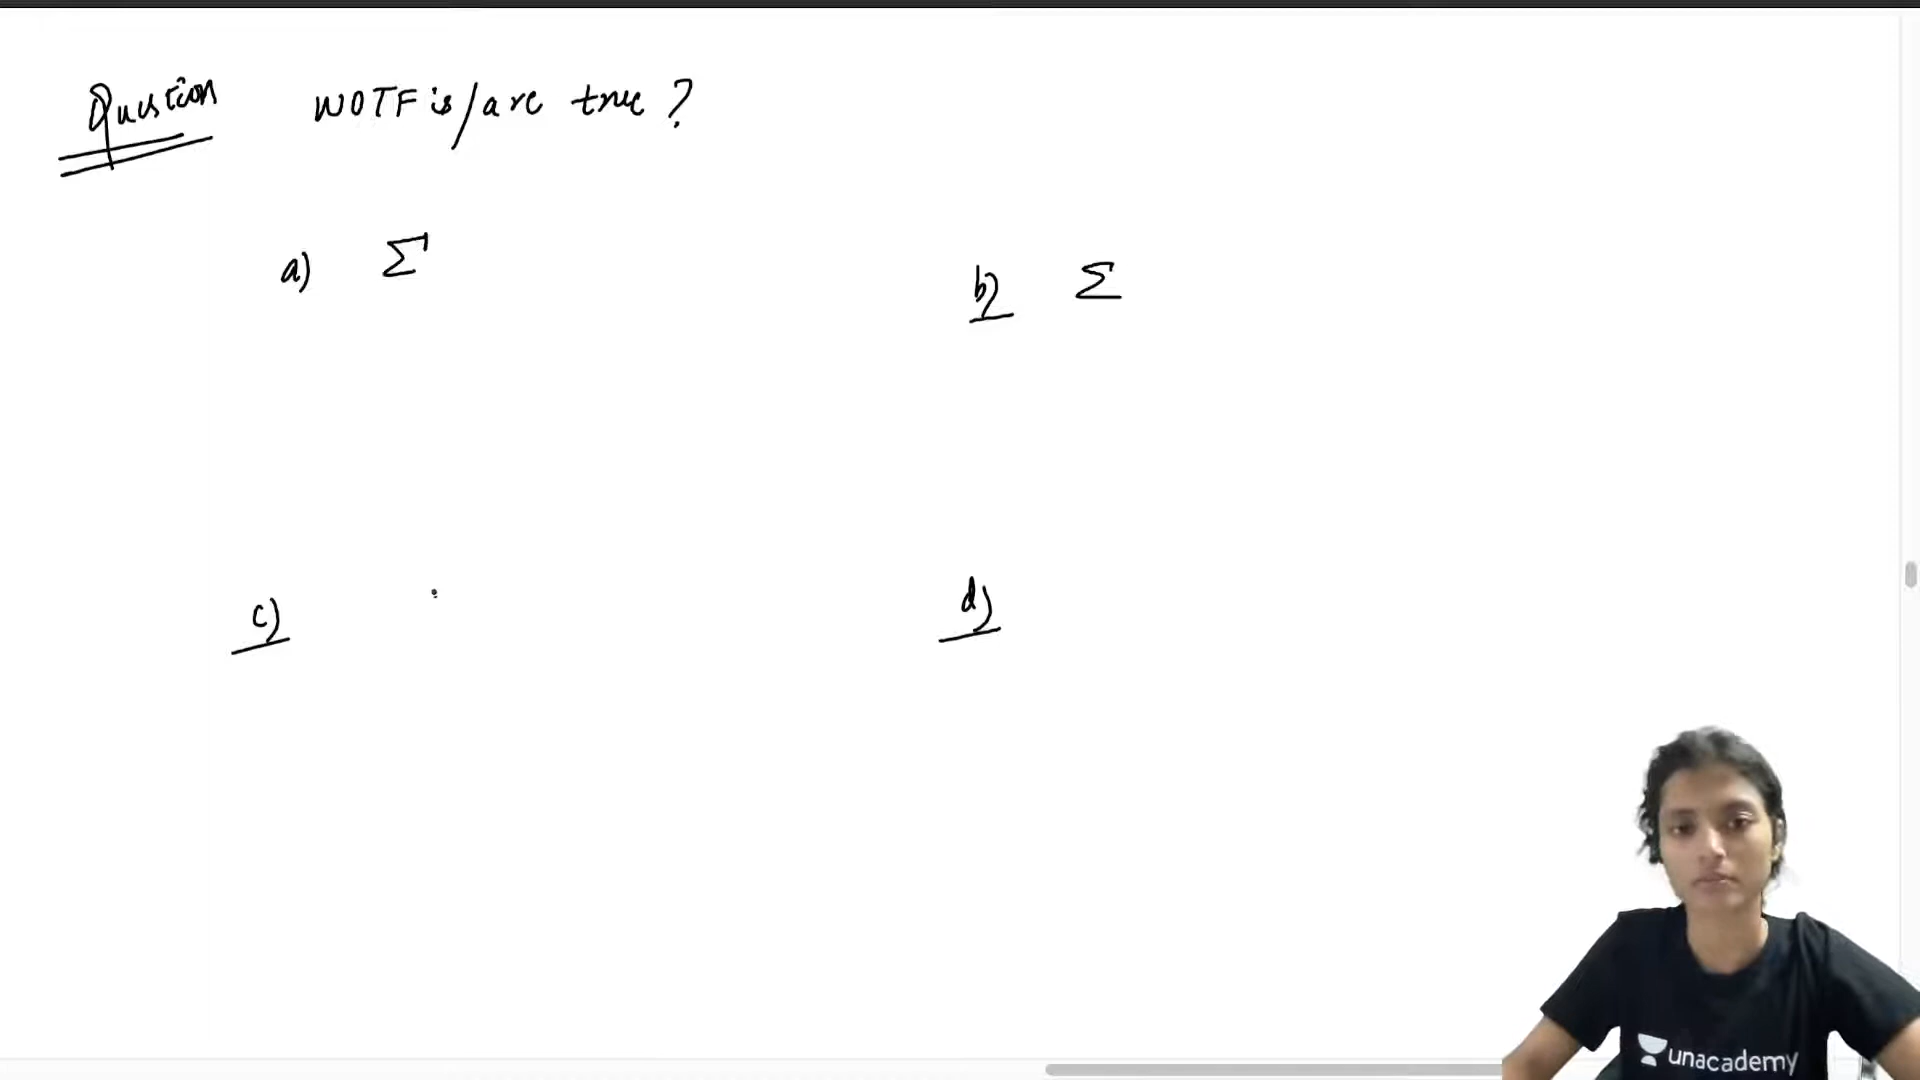 Question WOTF is/are true?
a) Σ
b) Σ
c)
d)
unacademy